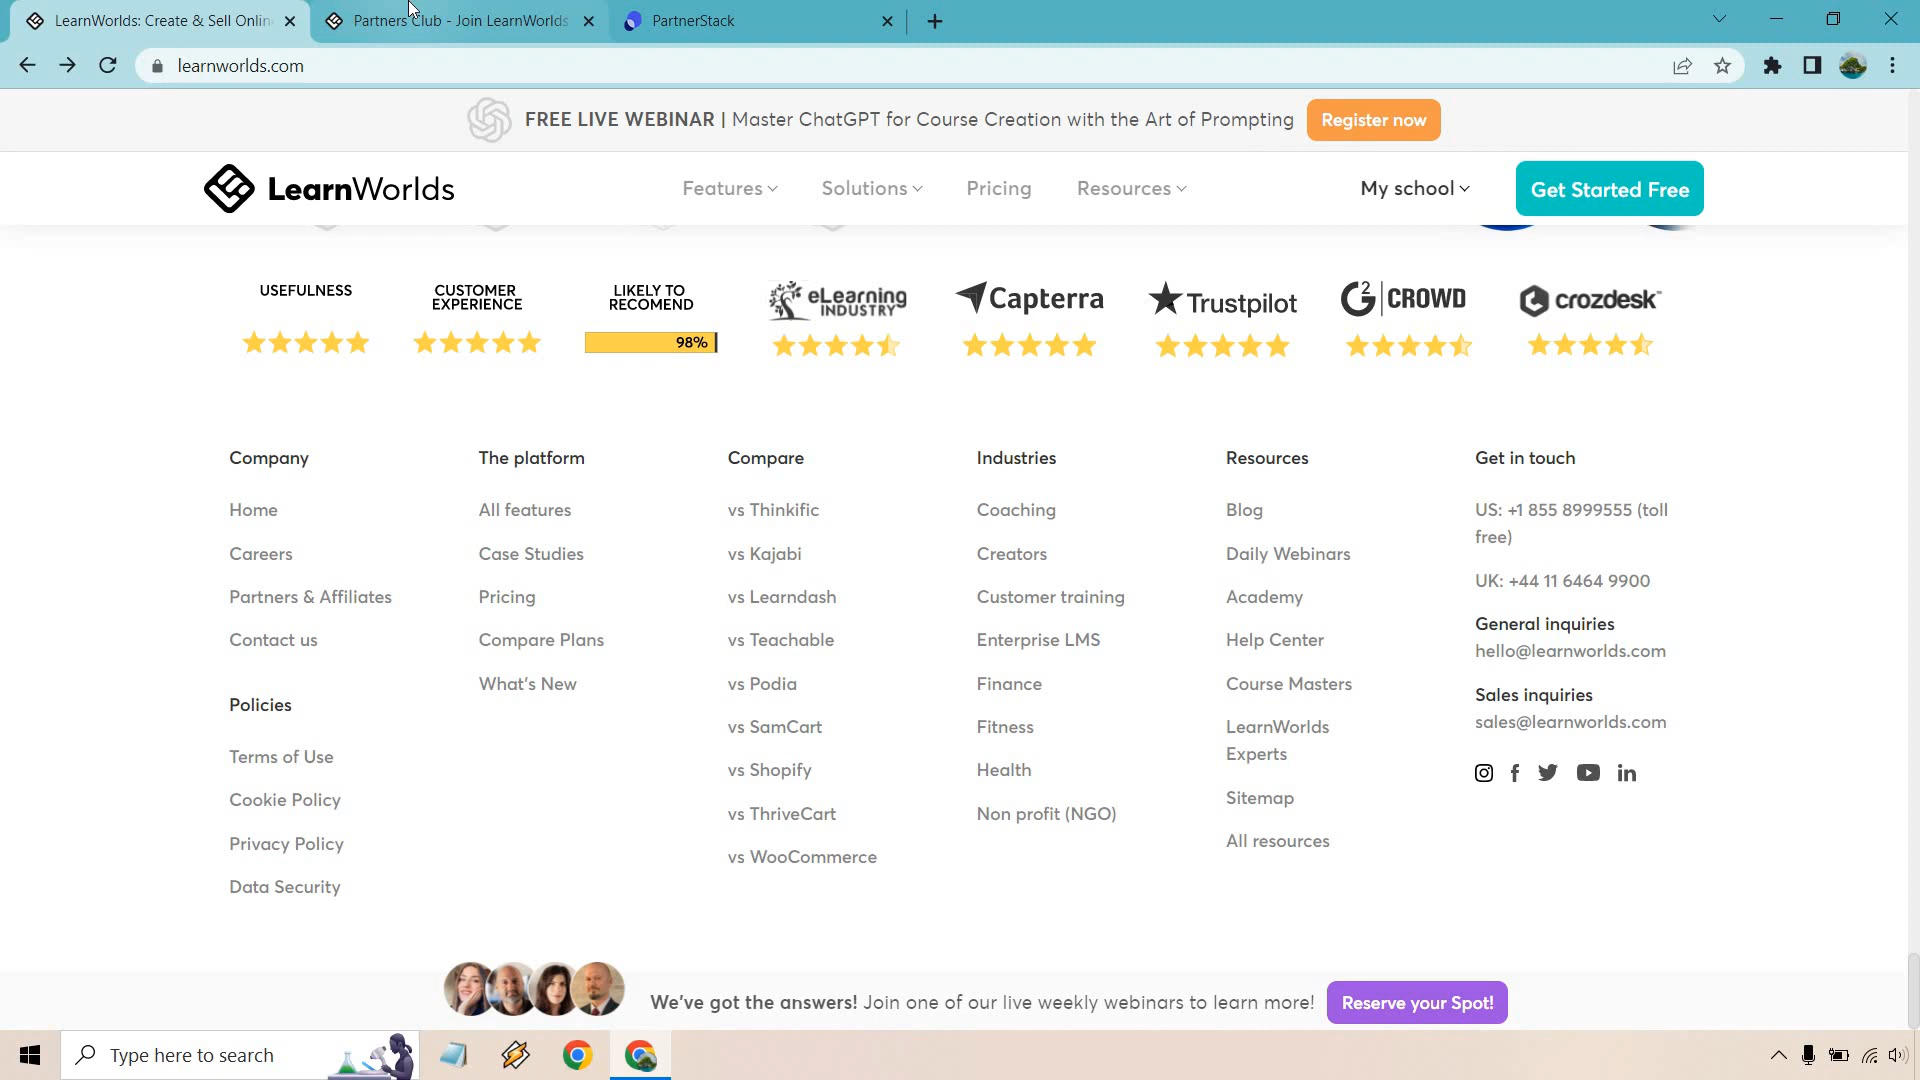 LearnWorlds: Create & Sell Onlin
Partners Club - Join LearnWorlds
PartnerStack
learnworlds.com
FREE LIVE WEBINAR | Master ChatGPT for Course Creation with the Art of Prompting
Register now
LearnWorlds
Features
Solutions
Pricing
Resources
My school
Get Started Free
USEFULNESS
CUSTOMER
EXPERIENCE
LIKELY TO
RECOMEND
98%
eLearning
INDUSTRY
Capterra
Trustpilot
G2 | CROWD
crozdesk™
Company
Home
Careers
Partners & Affiliates
Contact us
Policies
Terms of Use
Cookie Policy
Privacy Policy
Data Security
The platform
All features
Case Studies
Pricing
Compare Plans
What's New
Compare
vs Thinkific
vs Kajabi
vs Learndash
vs Teachable
vs Podia
vs SamCart
vs Shopify
vs ThriveCart
vs WooCommerce
Industries
Coaching
Creators
Customer training
Enterprise LMS
Finance
Fitness
Health
Non profit (NGO)
Resources
Blog
Daily Webinars
Academy
Help Center
Course Masters
LearnWorlds
Experts
Sitemap
All resources
Get in touch
US: +1 855 8999555 (toll
free)
UK: +44 11 6464 9900
General inquiries
hello@learnworlds.com
Sales inquiries
sales@learnworlds.com
We've got the answers! Join one of our live weekly webinars to learn more!
Reserve your Spot!
Type here to search